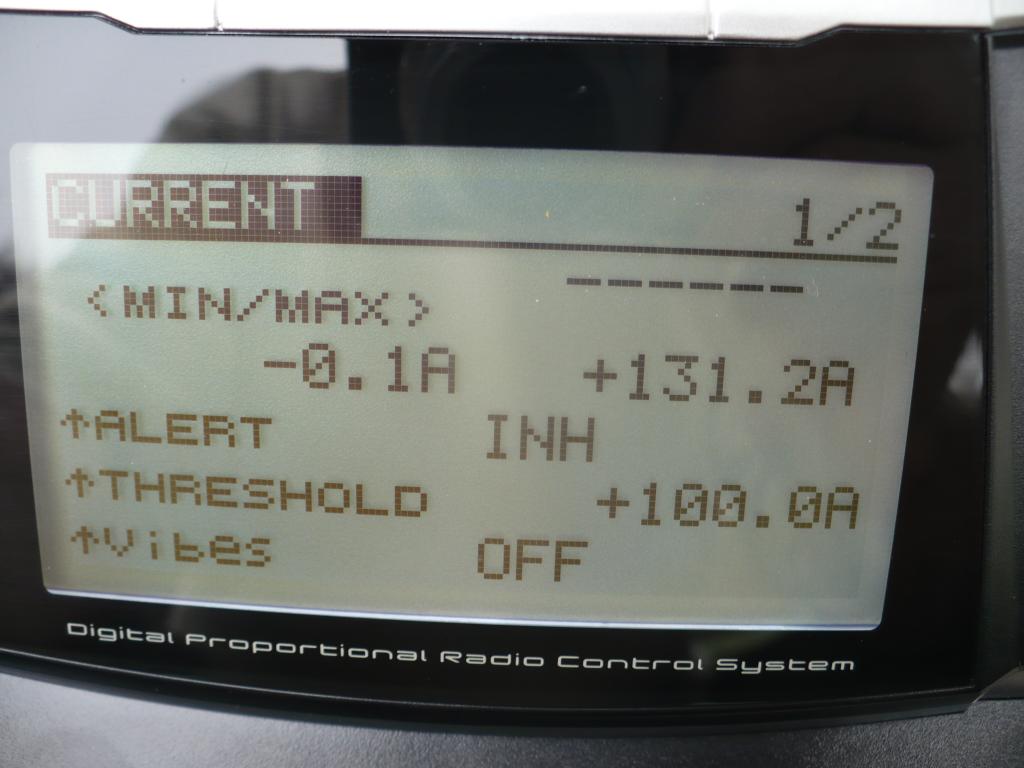 CURRENT 1/2
------
<MIN/MAX>
-0.1A +131.2A
↑ALERT INH
↑THRESHOLD +100.0A
↑Vibes OFF
Digital Proportional Radio Control System